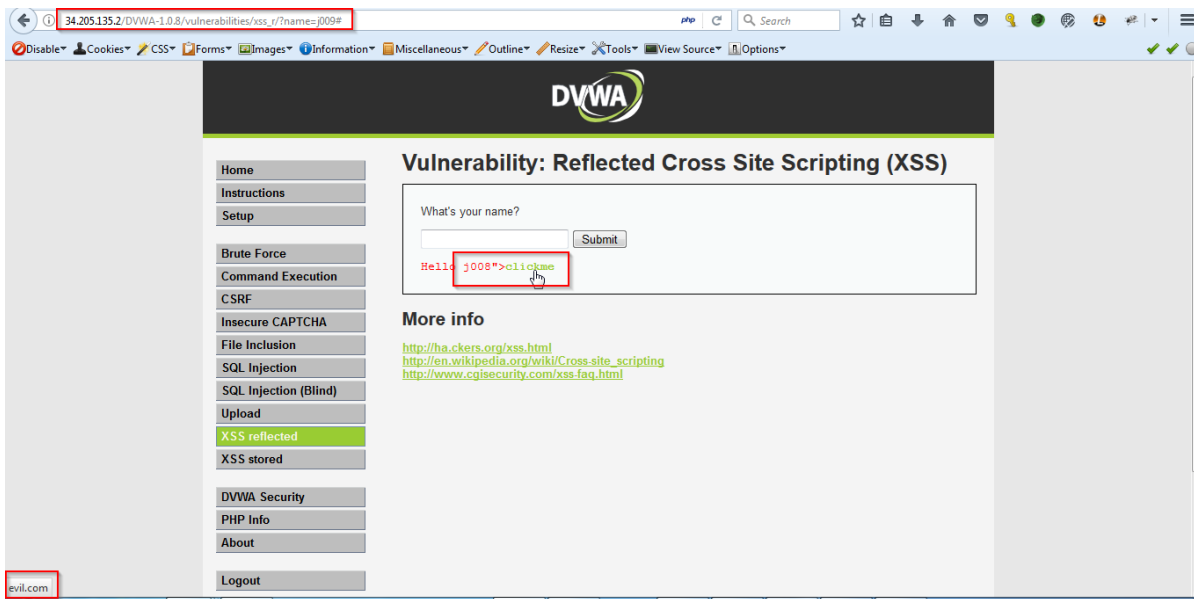 34.205.135.2/DVWA-1.0.8/vulnerabilities/xss_r/?name=j009#
php
Search
Disable Cookies CSS Forms Images Information Miscellaneous Outline Resize Tools View Source Options
DVWA
Home
Instructions
Setup
Brute Force
Command Execution
CSRF
Insecure CAPTCHA
File Inclusion
SQL Injection
SQL Injection (Blind)
Upload
XSS reflected
XSS stored
DVWA Security
PHP Info
About
Logout
Vulnerability: Reflected Cross Site Scripting (XSS)
What's your name?
Submit
Hello j008">clickme
More info
http://ha.ckers.org/xss.html
http://en.wikipedia.org/wiki/Cross-site_scripting
http://www.cgisecurity.com/xss-faq.html
evil.com